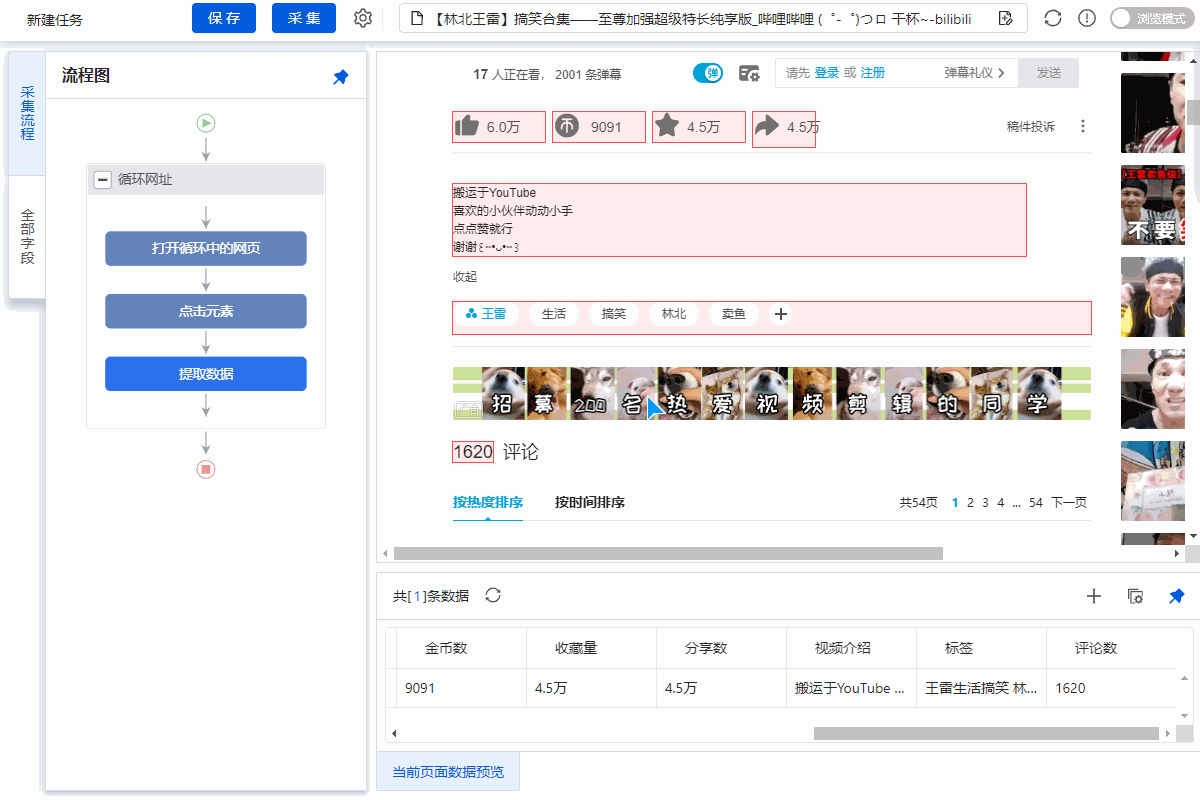 新建任务
保 存
采 集
【林北王雷】搞笑合集——至尊加强超级特长纯享版_哔哩哔哩 ( ゜- ゜)つロ 干杯~-bilibili
浏览模式
采集流程
全部字段
流程图
循环网址
打开循环中的网页
点击元素
提取数据
17 人正在看， 2001 条弹幕
弹
请先 登录 或 注册
弹幕礼仪
发送
6.0万
9091
4.5万
4.5万
稿件投诉
搬运于YouTube
喜欢的小伙伴动动小手
点点赞就行
谢谢꒰⑅•ᴗ•⑅꒱
收起
王雷
生活
搞笑
林北
卖鱼
广告
招募200名热爱视频剪辑的同学
1620 评论
按热度排序
按时间排序
共54页 1 2 3 4 ... 54 下一页
不要
共[1]条数据
金币数 收藏量 分享数 视频介绍 标签 评论数
9091 4.5万 4.5万 搬运于YouTube ... 王雷生活搞笑 林... 1620
当前页面数据预览